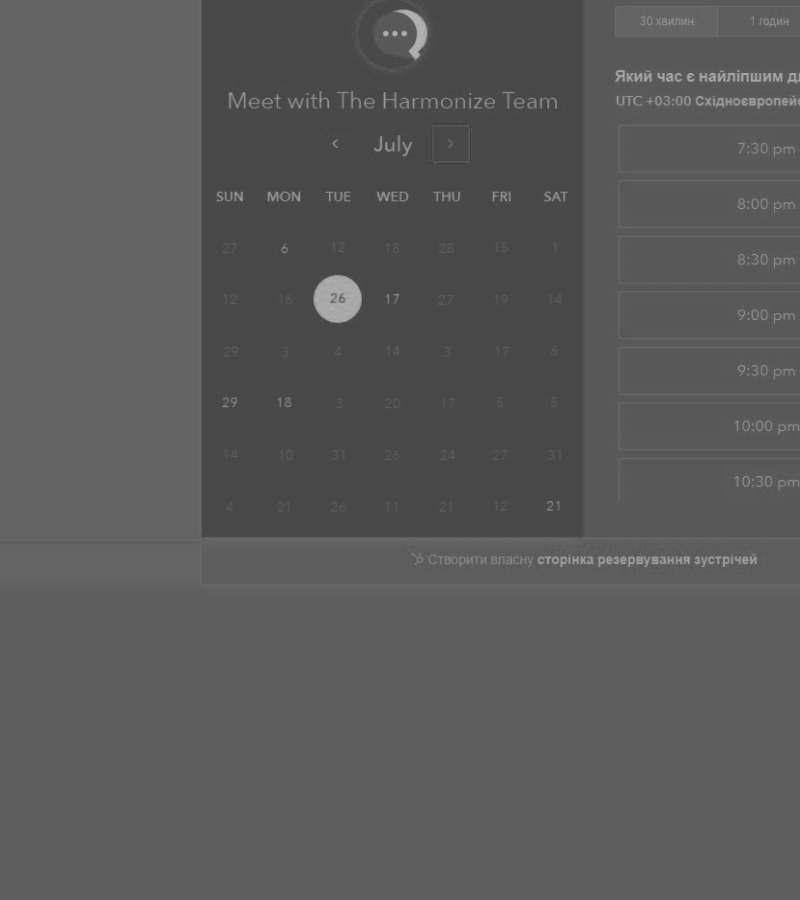 30 хвилин 1 годин
Meet with The Harmonize Team
Який час є найліпшим
UTC +03:00
July
SUN MON TUE WED THU FRI SAT
27 6 12 18 28 15 1
12 16 26 17 27 19 14
29 3 4 14 3 17 6
29 18 3 20 17 5 5
14 10 31 26 24 27 31
4 21 26 11 21 12 21
7:30 pm
8:00 pm
8:30 pm
9:00 pm
9:30 pm
10:00 pm
10:30 pm
Створити власну сторінка резервування зустрічей